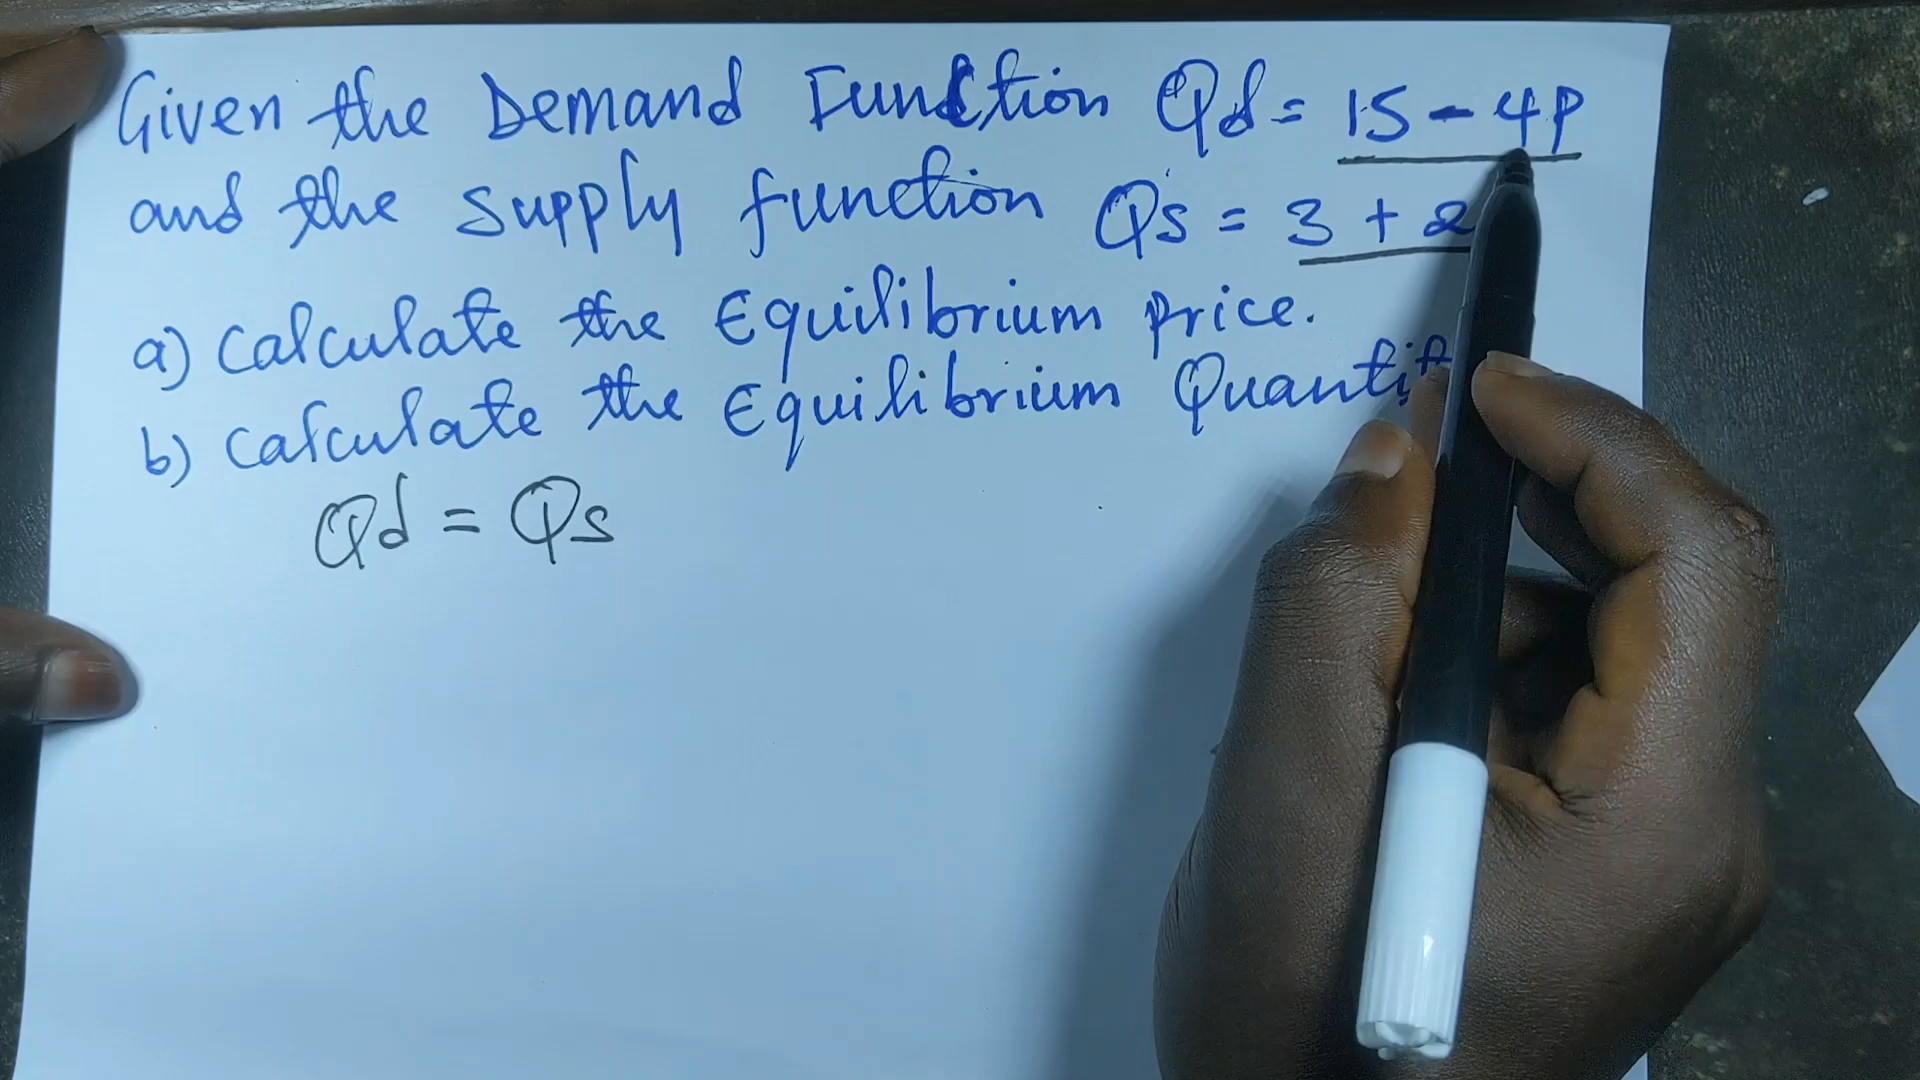 Given the Demand Function Qd = 15 - 4P
and the supply function Qs = 3 + 2
a) Calculate the Equilibrium price.
b) Calculate the Equilibrium
Qd = Qs